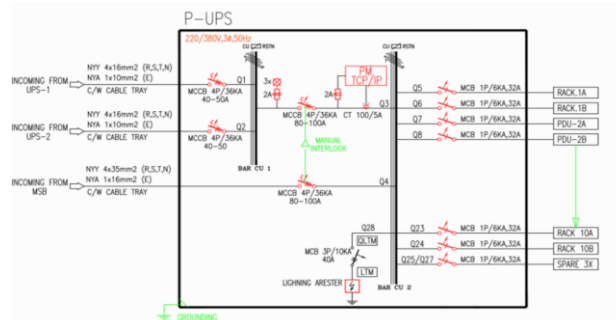 P-UPS
220/380V,3#,50Hz
CU RSTN
CU RSTN
NYY 4x16mm2 (R,S,T,N)
NYA 1x10mm2 (E)
C/W CABLE TRAY
INCOMING FROM
UPS-1
Q1
MCCB 4P/36KA
40-50A
3x
2A
2A
PM
TCP/IP
MCCB 4P/36KA
80-100A
CT 100/5A
Q3
NYY 4x16mm2 (R,S,T,N)
NYA 1x10mm2 (E)
C/W CABLE TRAY
INCOMING FROM
UPS-2
Q2
MCCB 4P/36KA
40-50
BAR CU 1
MANUAL
INTERLOCK
NYY 4x35mm2 (R,S,T,N)
NYA 1x16mm2 (E)
C/W CABLE TRAY
INCOMING FROM
MSB
MCCB 4P/36KA
80-100A
Q4
Q5
MCB 1P/6KA,32A
RACK.1A
Q6
MCB 1P/6KA,32A
RACK.1B
Q7
MCB 1P/6KA,32A
PDU-2A
Q8
MCB 1P/6KA,32A
PDU-2B
Q28
QLTM
MCB 3P/10KA
40A
LTM
LIGHNING ARESTER
Q23
MCB 1P/6KA,32A
RACK 10A
Q24
MCB 1P/6KA,32A
RACK 10B
Q25/Q27
MCB 1P/6KA,32A
SPARE 3X
BAR CU 2
GROUNDING